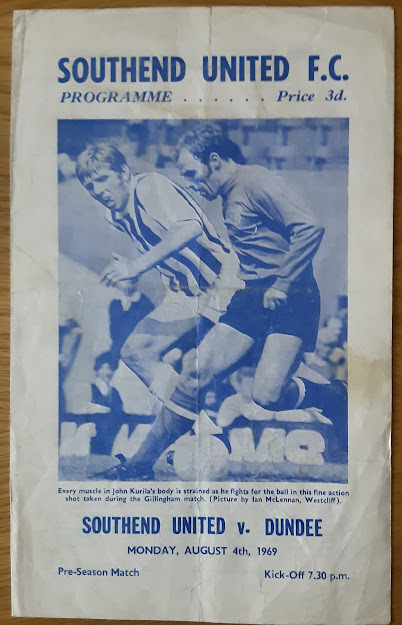 SOUTHEND UNITED F.C.
PROGRAMME . . . . . . Price 3d.
Every muscle in John Kurila's body is strained as he fights for the ball in this fine action
shot taken during the Gillingham match. (Picture by Ian McLennan, Westcliff).
SOUTHEND UNITED v. DUNDEE
MONDAY, AUGUST 4th, 1969
Pre-Season Match Kick-Off 7.30 p.m.